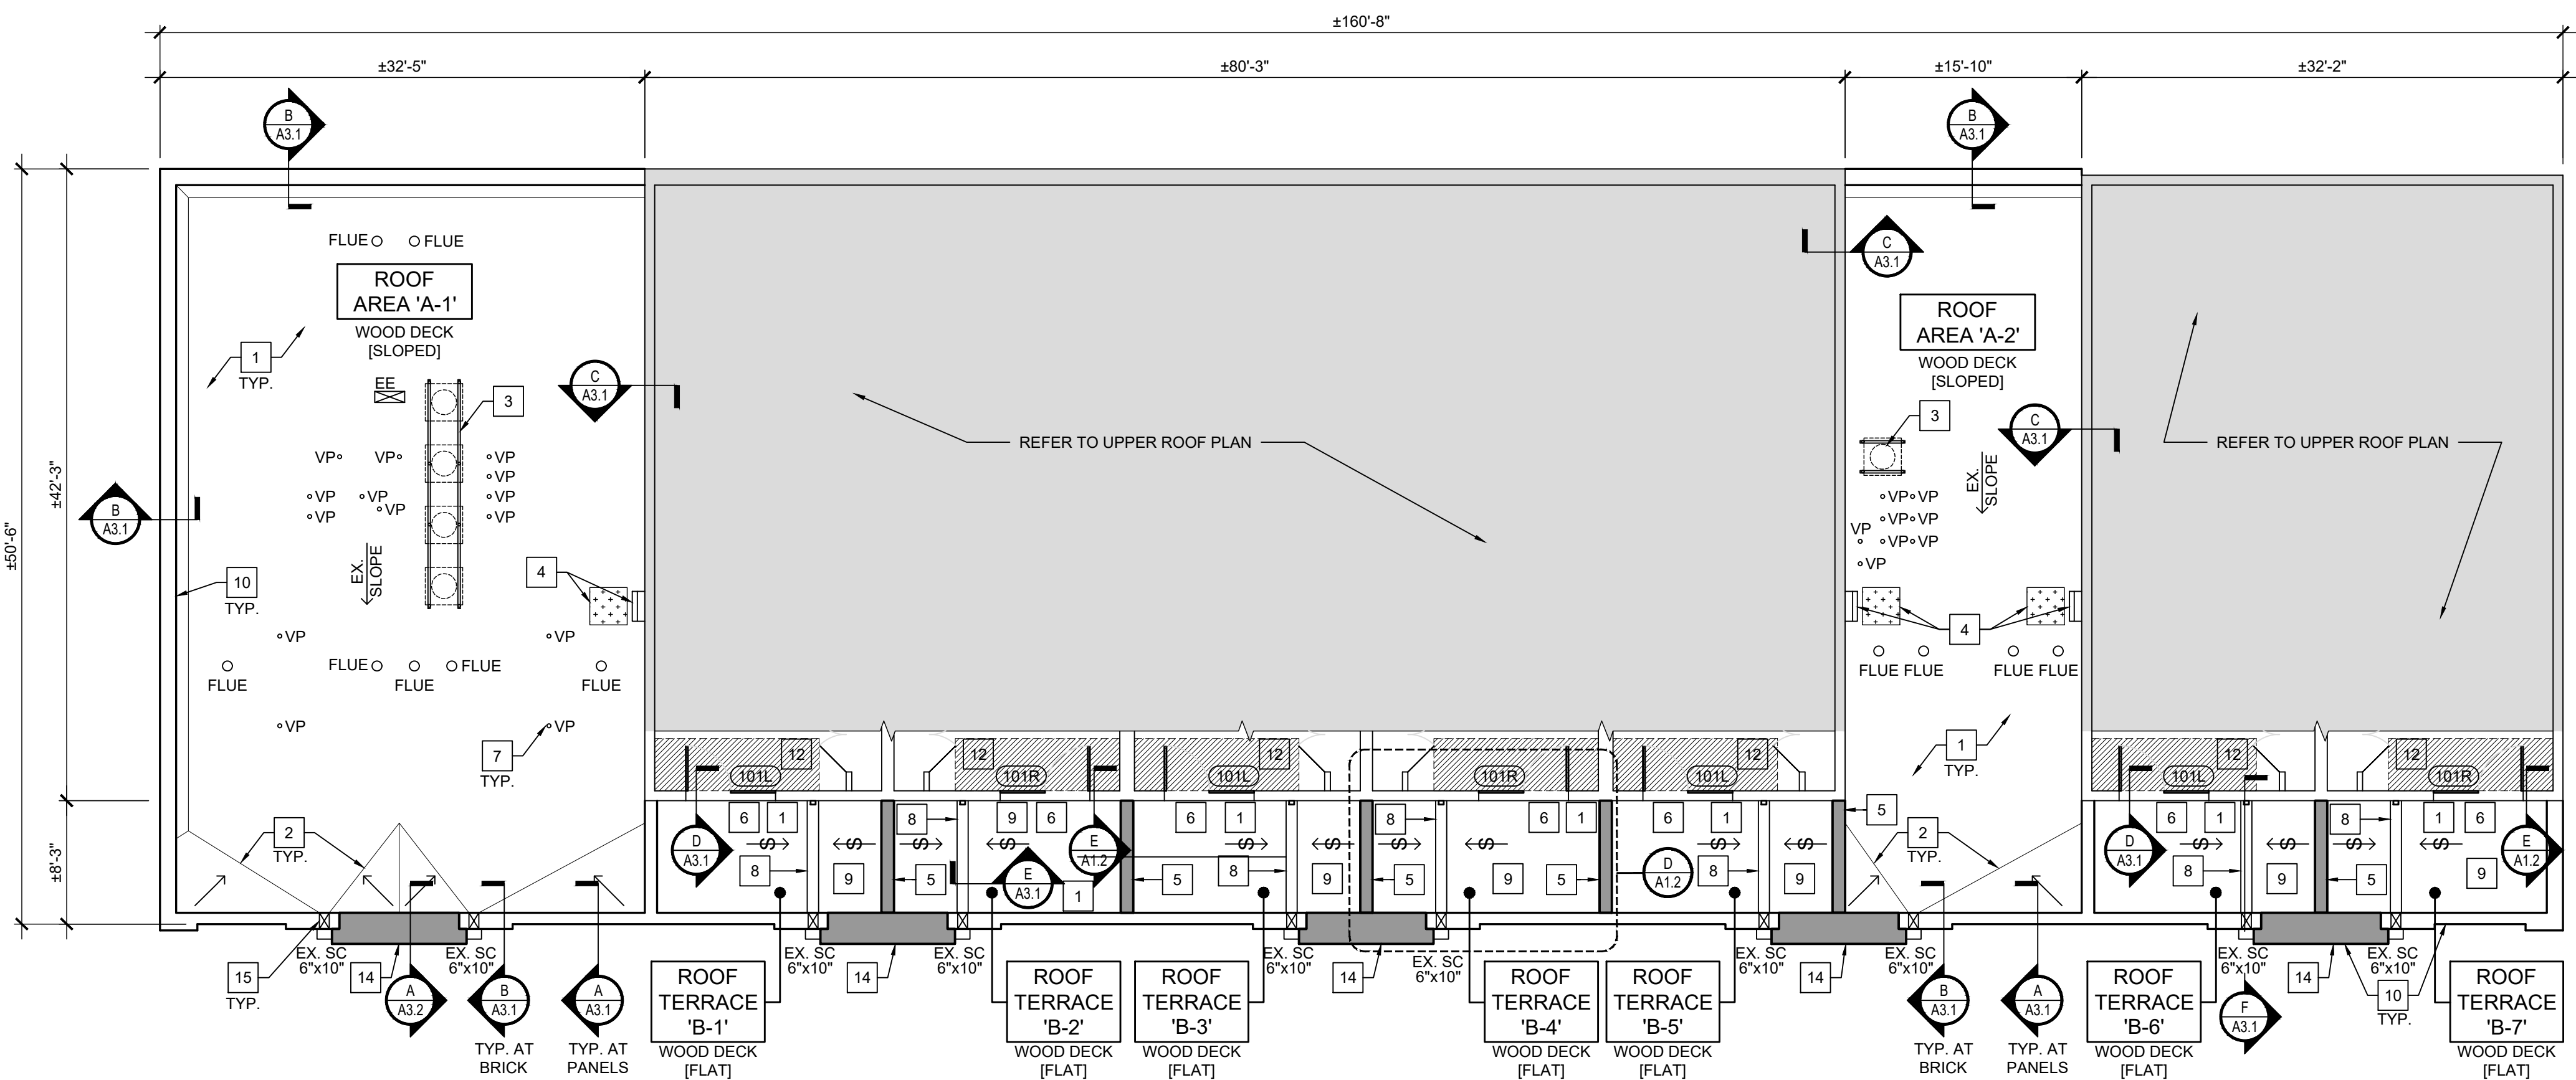 ±160'-8"
±32'-5"
±80'-3"
±15'-10"
±32'-2"
B
A3.1
B
A3.1
±50'-6"
±42'-3"
±8'-3"
FLUE FLUE
ROOF
AREA 'A-1'
WOOD DECK
[SLOPED]
1
TYP.
EE
3
C
A3.1
VP VP VP
VP
VP VP VP
VP VP VP
B
A3.1
EX.
SLOPE
10
TYP.
4
VP VP
FLUE FLUE FLUE FLUE FLUE
VP VP
7
TYP.
2
TYP.
REFER TO UPPER ROOF PLAN
C
A3.1
ROOF
AREA 'A-2'
WOOD DECK
[SLOPED]
3
C
A3.1
EX.
SLOPE
VP VP
VP VP
VP
VP VP
VP
4
FLUE FLUE FLUE FLUE
1
TYP.
5
2
TYP.
REFER TO UPPER ROOF PLAN
12 12 12 12 12 12
101L 101R 101L 101R 101L 101L 101R
6 1 8 9 6 6 1 8 6 1 6 1 6 1 8 1 6
D
A3.1
S S S S S S S S S S S S S
E
A1.2
D
A3.1
E
A1.2
8 9 5
E
A3.1
1
5 8 9 5 9 5
D
A1.2
8 9 8 9 5 9
EX. SC
6"x10"
EX. SC
6"x10"
EX. SC
6"x10"
EX. SC
6"x10"
EX. SC
6"x10"
EX. SC
6"x10"
EX. SC
6"x10"
EX. SC
6"x10"
EX. SC
6"x10"
EX. SC
6"x10"
15
TYP.
14 14 14 14 14
10
TYP.
A
A3.2
B
A3.1
TYP. AT
BRICK
A
A3.1
TYP. AT
PANELS
ROOF
TERRACE
'B-1'
WOOD DECK
[FLAT]
ROOF
TERRACE
'B-2'
WOOD DECK
[FLAT]
ROOF
TERRACE
'B-3'
WOOD DECK
[FLAT]
ROOF
TERRACE
'B-4'
WOOD DECK
[FLAT]
ROOF
TERRACE
'B-5'
WOOD DECK
[FLAT]
B
A3.1
TYP. AT
BRICK
A
A3.1
TYP. AT
PANELS
ROOF
TERRACE
'B-6'
WOOD DECK
[FLAT]
F
A3.1
ROOF
TERRACE
'B-7'
WOOD DECK
[FLAT]